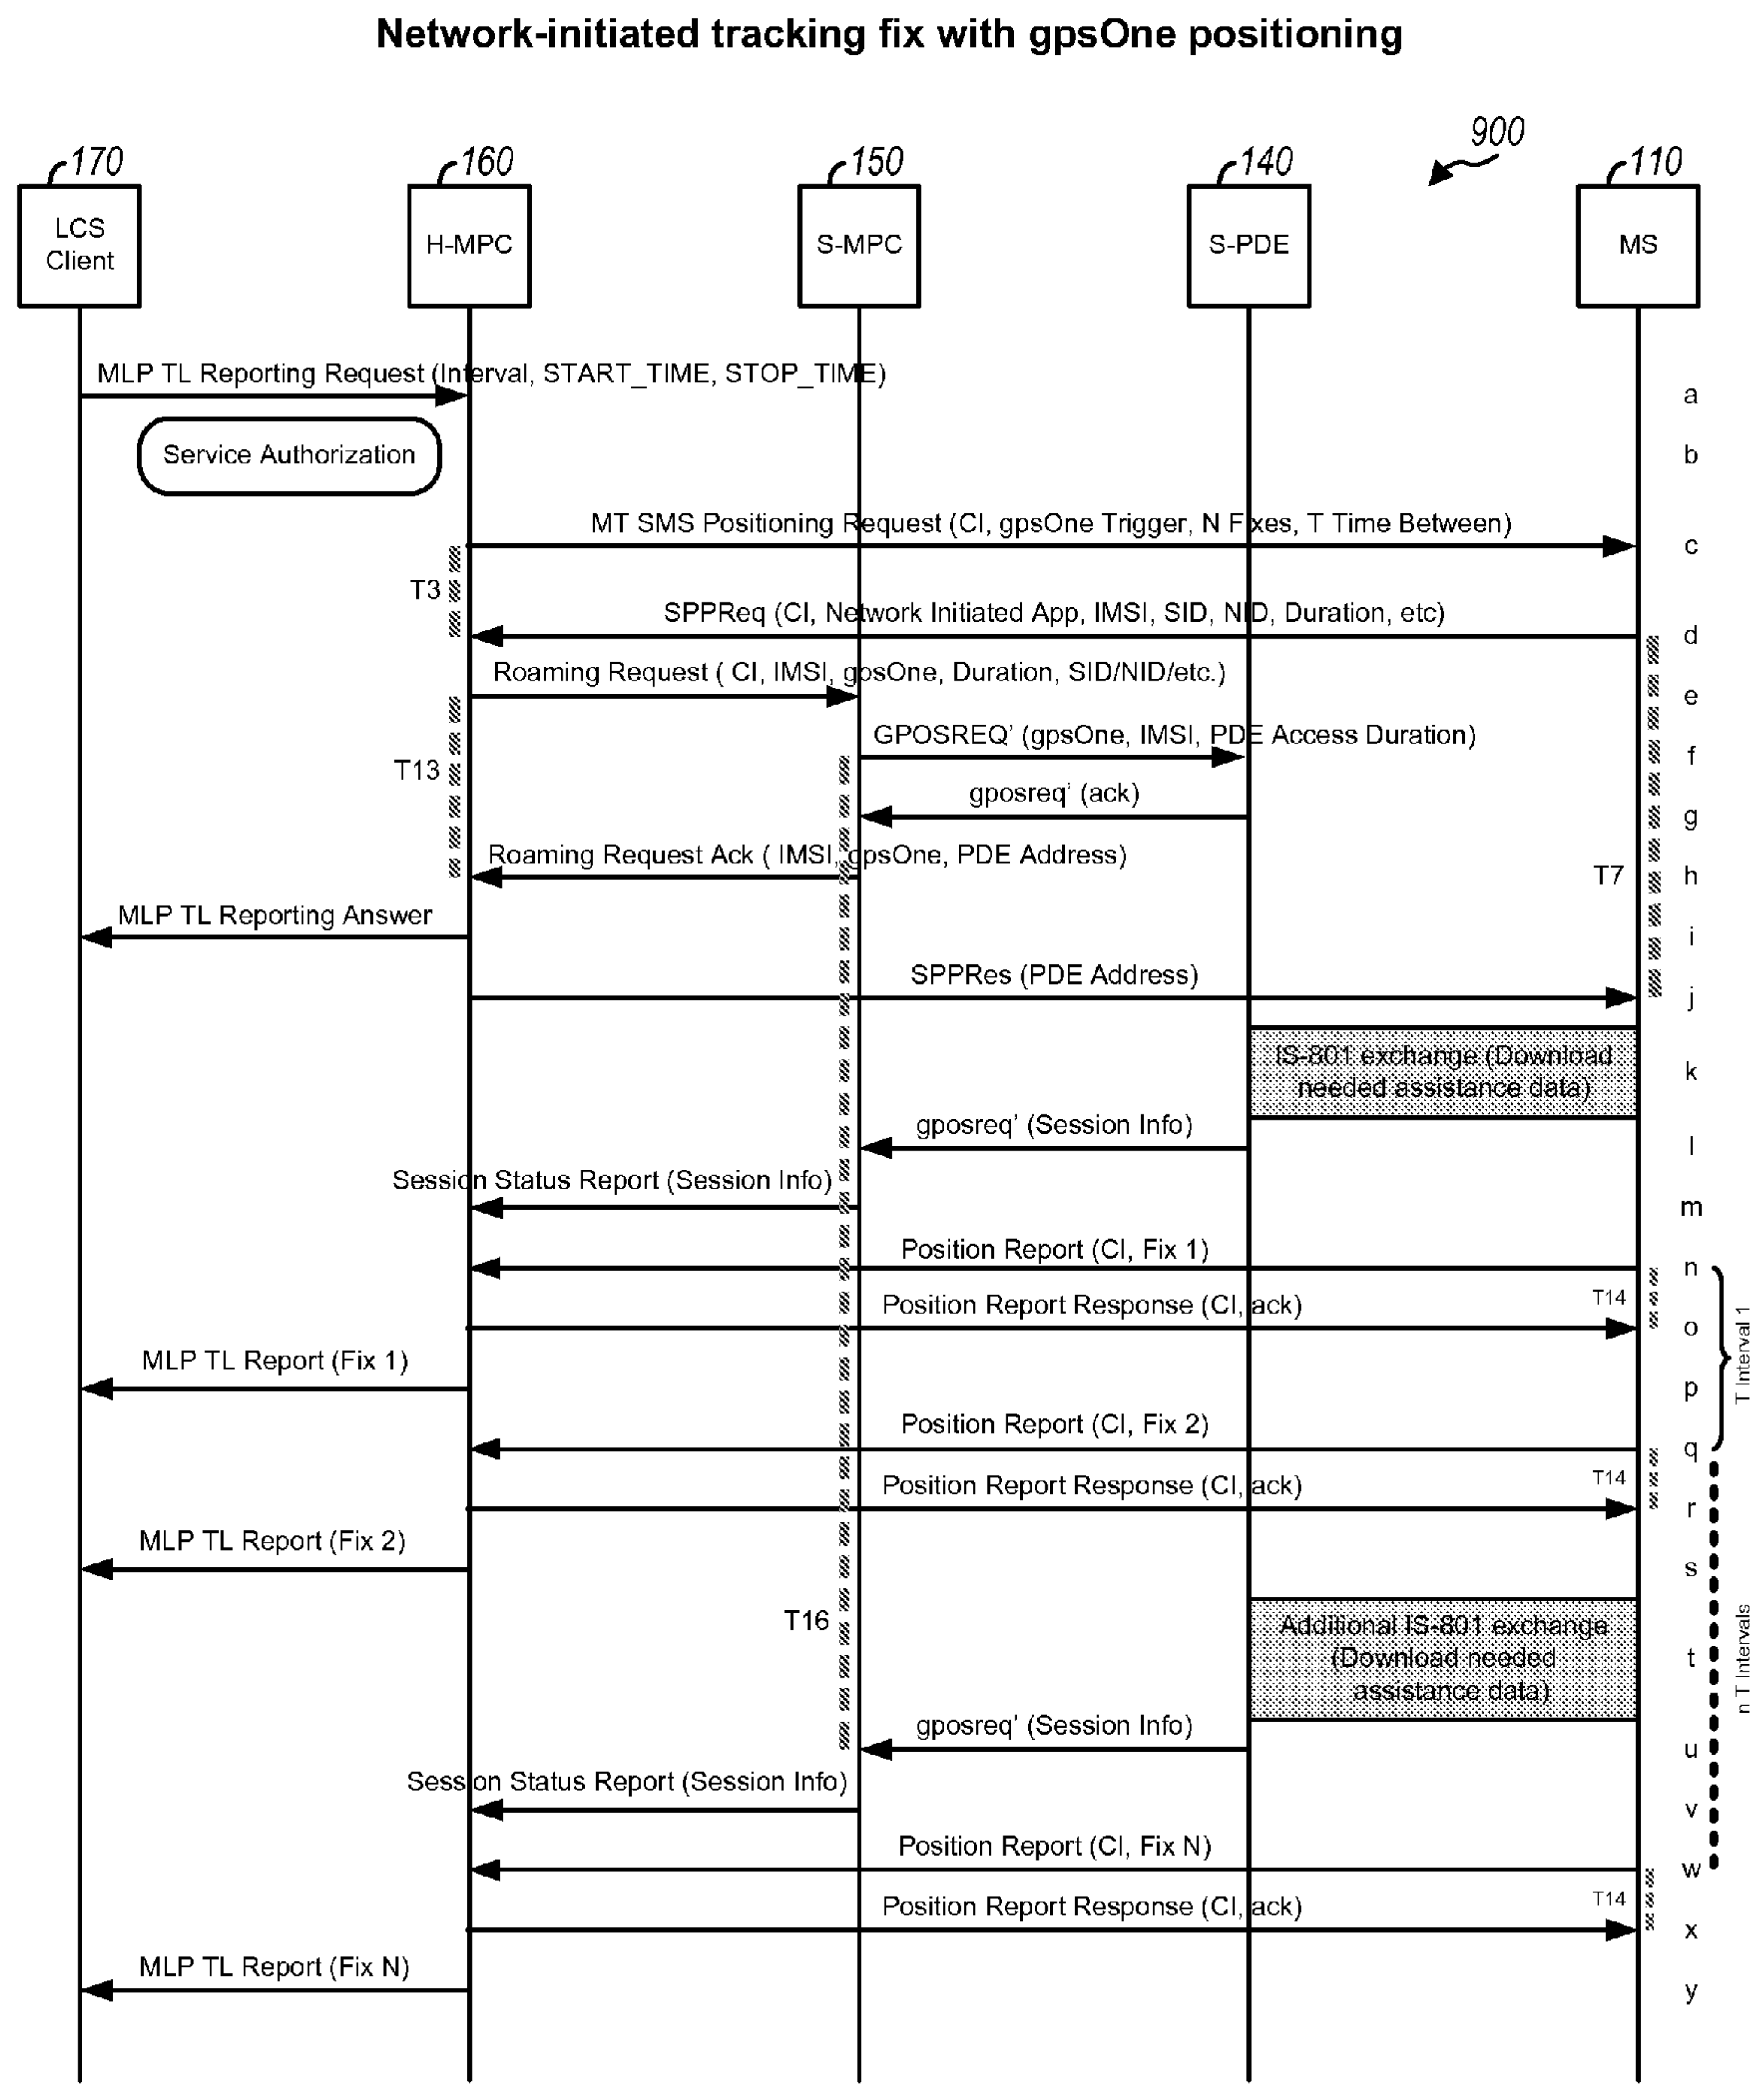 Network-initiated tracking fix with gpsOne positioning
900
170
160
150
140
110
LCS
Client
H-MPC
S-MPC
S-PDE
MS
MLP TL Reporting Request (Interval, START_TIME, STOP_TIME)
a
Service Authorization
b
MT SMS Positioning Request (CI, gpsOne Trigger, N Fixes, T Time Between)
c
T3
SPPReq (CI, Network Initiated App, IMSI, SID, NID, Duration, etc)
d
Roaming Request ( CI, IMSI, gpsOne, Duration, SID/NID/etc.)
e
GPOSREQ’ (gpsOne, IMSI, PDE Access Duration)
f
T13
gposreq’ (ack)
g
Roaming Request Ack ( IMSI, gpsOne, PDE Address)
T7
h
MLP TL Reporting Answer
i
SPPRes (PDE Address)
j
IS-801 exchange (Download
needed assistance data)
k
gposreq’ (Session Info)
l
Session Status Report (Session Info)
m
Position Report (CI, Fix 1)
n
T14
Position Report Response (CI, ack)
o
T Interval 1
MLP TL Report (Fix 1)
p
Position Report (CI, Fix 2)
q
T14
Position Report Response (CI, ack)
r
MLP TL Report (Fix 2)
s
T16
Additional IS-801 exchange
(Download needed
assistance data)
t
n T Intervals
gposreq’ (Session Info)
u
Session Status Report (Session Info)
v
Position Report (CI, Fix N)
w
T14
Position Report Response (CI, ack)
x
MLP TL Report (Fix N)
y